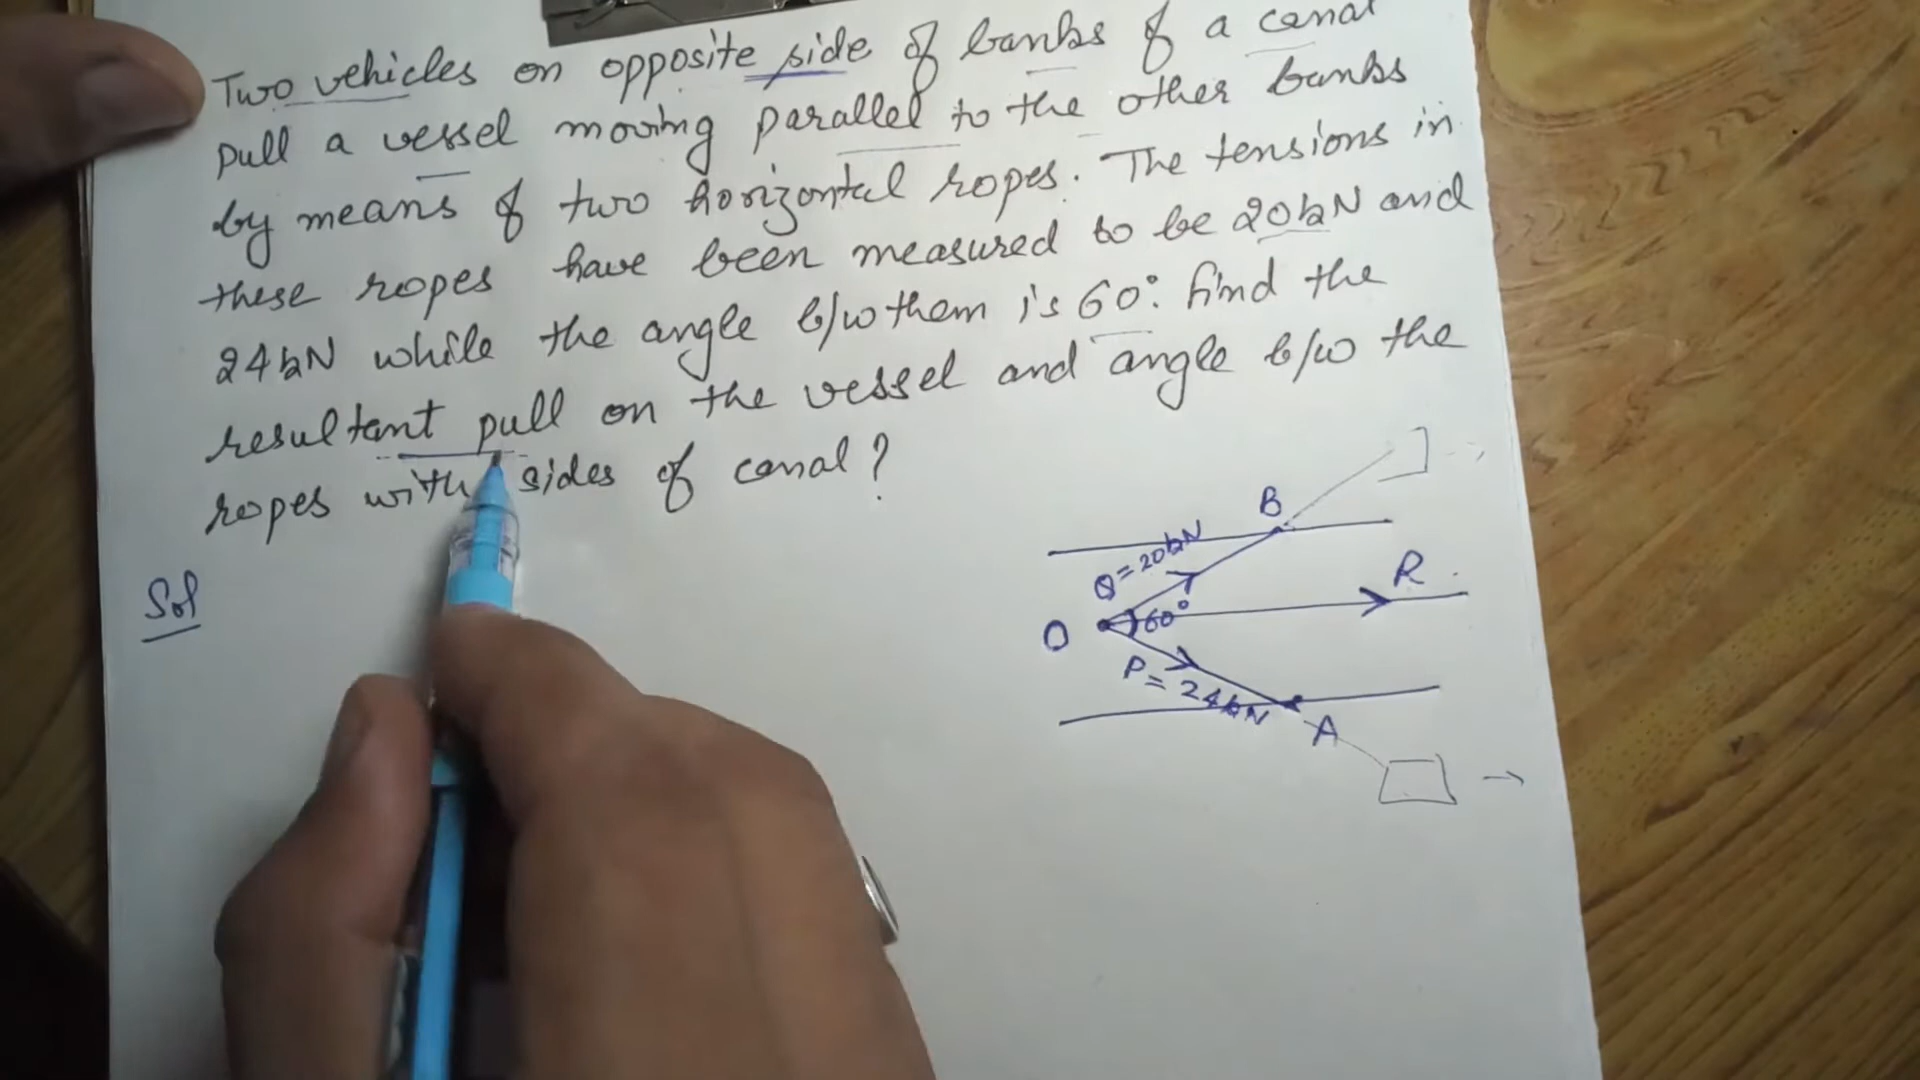 Two vehicles on opposite side of banks of a canal
pull a vessel moving parallel to the other banks
by means of two horizontal ropes. The tensions in
these ropes have been measured to be 20kN and
24kN while the angle b/w them is 60°. find the
resultant pull on the vessel and angle b/w the
ropes with sides of canal?
Sol
B
Q = 20kN
R
O
60°
P = 24kN
A